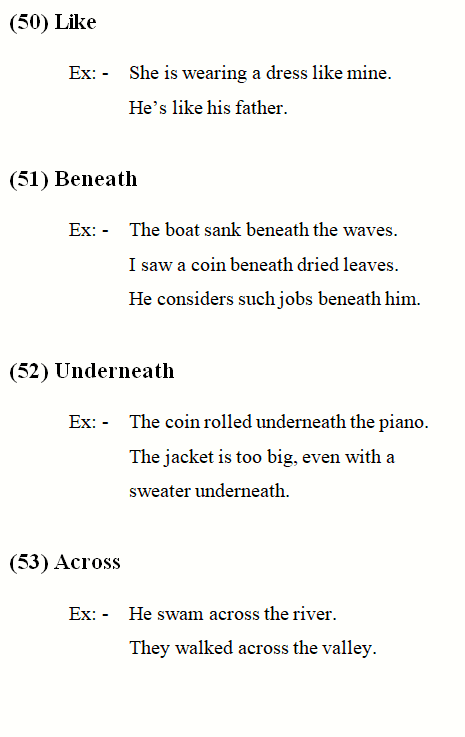 (50) Like
Ex: - She is wearing a dress like mine.
He’s like his father.
(51) Beneath
Ex: - The boat sank beneath the waves.
I saw a coin beneath dried leaves.
He considers such jobs beneath him.
(52) Underneath
Ex: - The coin rolled underneath the piano.
The jacket is too big, even with a
sweater underneath.
(53) Across
Ex: - He swam across the river.
They walked across the valley.